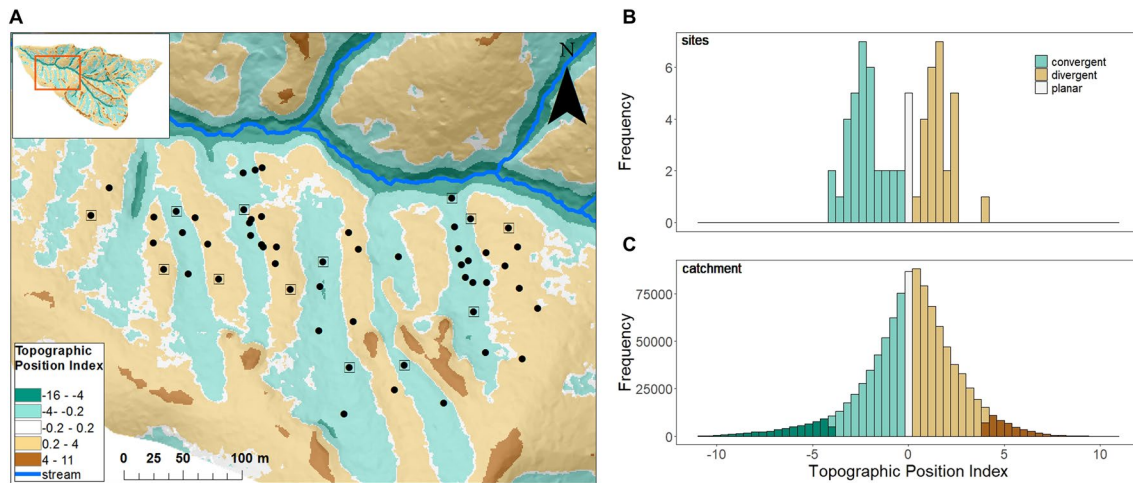 A
N
Topographic
Position Index
-16 - -4
-4- -0.2
-0.2 - 0.2
0.2 - 4
4 - 11
stream
0 25 50 100 m
B
sites
convergent
divergent
planar
Frequency
6
4
2
0
C
catchment
Frequency
75000
50000
25000
0
-10 -5 0 5 10
Topographic Position Index